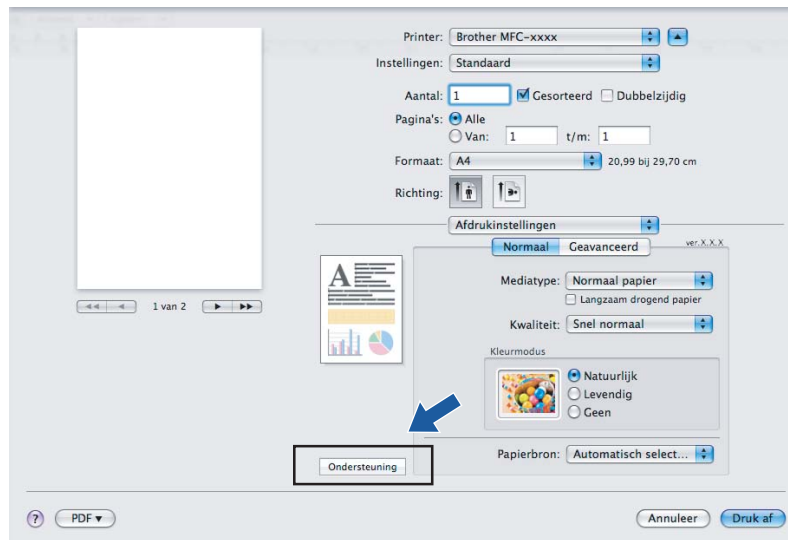 Printer: Brother MFC-xxxx
Instellingen: Standaard
Aantal: 1 Gesorteerd Dubbelzijdig
Pagina's: Alle
Van: 1 t/m: 1
Formaat: A4 20,99 bij 29,70 cm
Richting:
Afdrukinstellingen
Normaal Geavanceerd ver.X.X.X
Mediatype: Normaal papier
Langzaam drogend papier
1 van 2
Kwaliteit: Snel normaal
Kleurmodus
Natuurlijk
Levendig
Geen
Papierbron: Automatisch select...
Ondersteuning
? PDF Annuleer Druk af